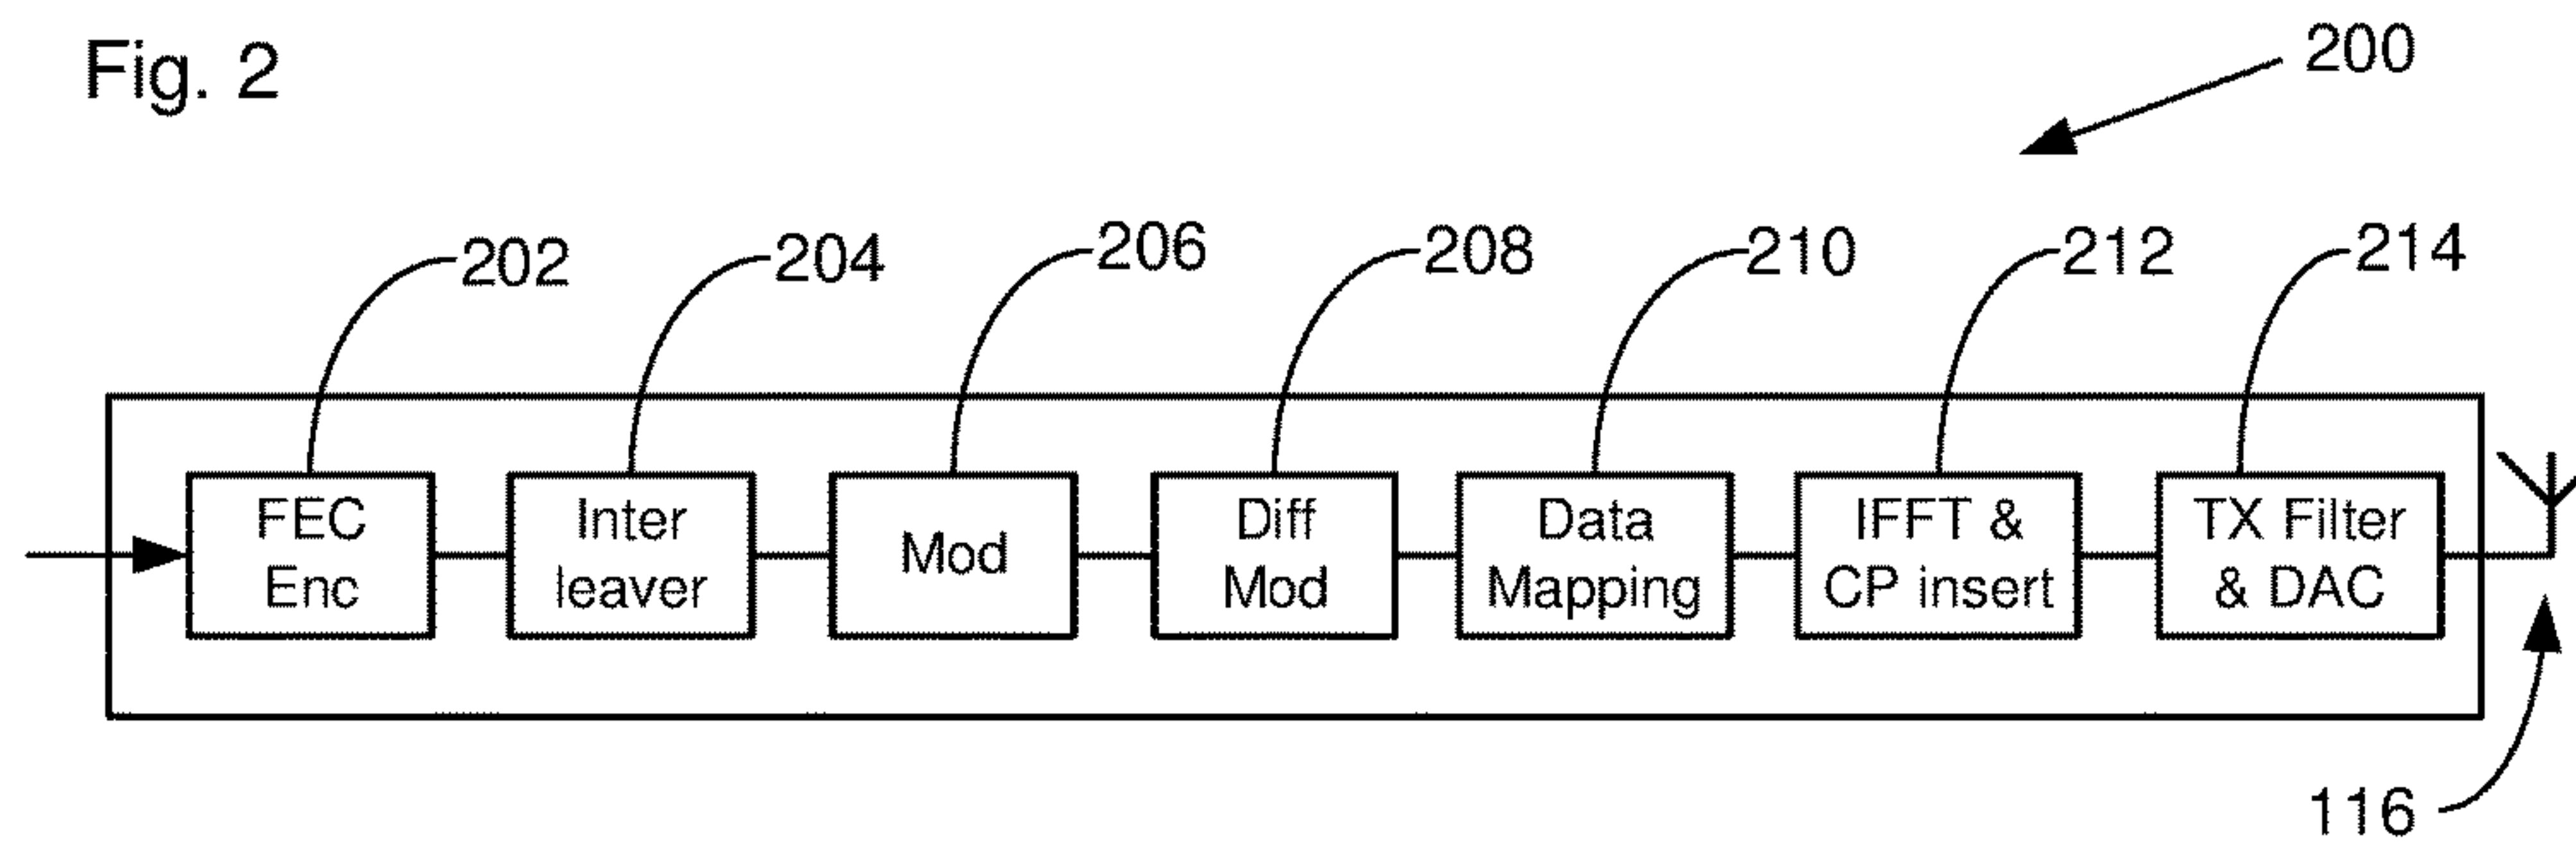 Fig. 2
200
202
204
206
208
210
212
214
FEC
Enc
Inter
leaver
Mod
Diff
Mod
Data
Mapping
IFFT &
CP insert
TX Filter
& DAC
116